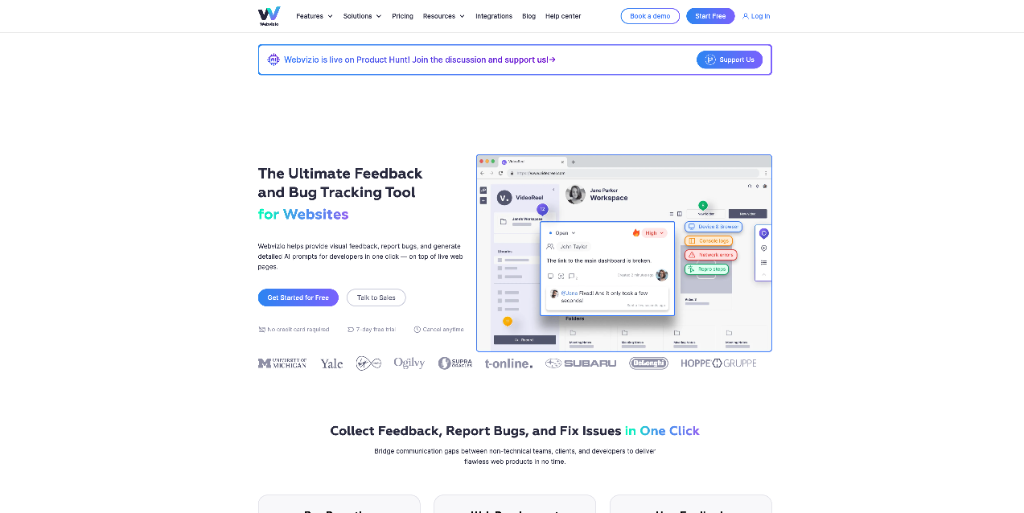 Webvizio
Features
Solutions
Pricing
Resources
Integrations
Blog
Help center
Book a demo
Start Free
Log In
Webvizio is live on Product Hunt! Join the discussion and support us!→
Support Us
The Ultimate Feedback
and Bug Tracking Tool
for Websites
Webvizio helps provide visual feedback, report bugs, and generate
detailed AI prompts for developers in one click — on top of live web
pages.
Get Started for Free
Talk to Sales
No credit card required
7-day free trial
Cancel anytime
VideoReel
VideoReel
Jane Parker
Workspace
12
Open
High
John Taylor
The link to the main dashboard is broken.
@Jane Fixed! And it only took a few
seconds!
Device & Browser
Console logs
Network errors
Repro steps
Folders
UNIVERSITY OF
MICHIGAN
Yale
Ogilvy
SUPRA
t-online.
SUBARU
DeLonghi
HOPPE GRUPPE
Collect Feedback, Report Bugs, and Fix Issues in One Click
Bridge communication gaps between non-technical teams, clients, and developers to deliver
flawless web products in no time.